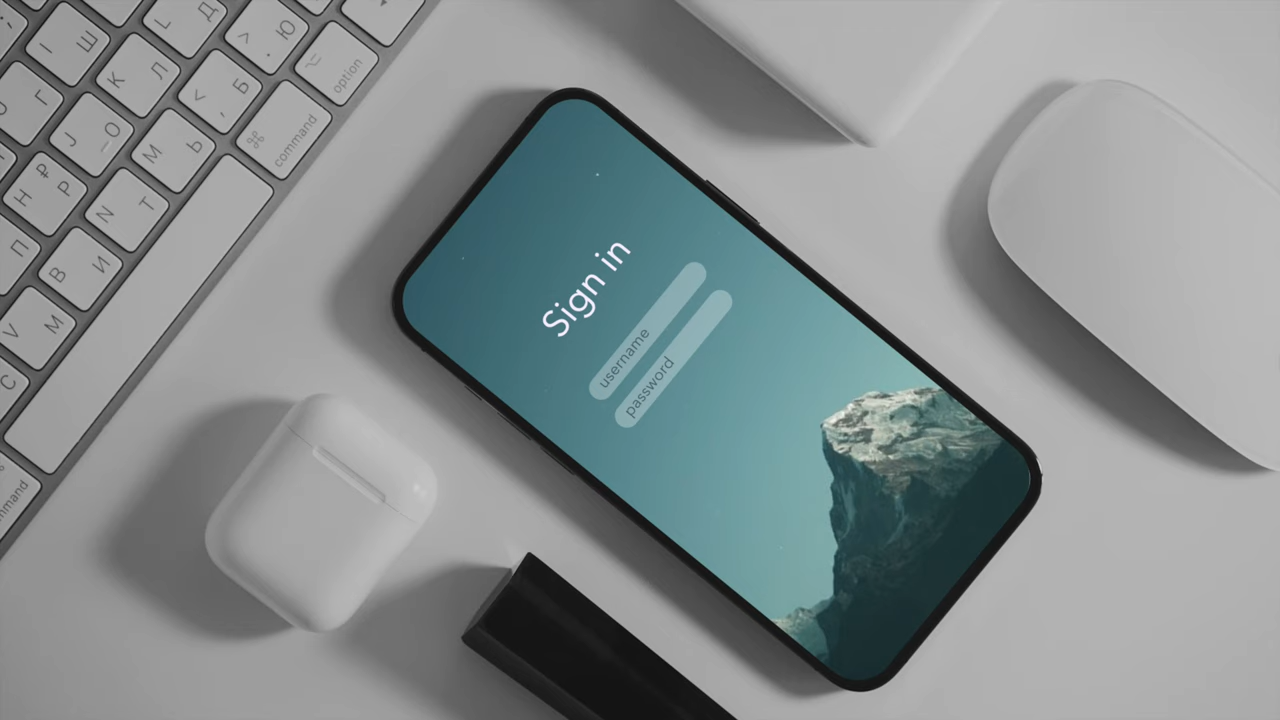 Sign in
username
password
option
command
command
I Ш
L Д
> . Ю
K Л
< , Б
J О
M Ь
Н ₽ Р
N Т
В И
V М
Г
П
C